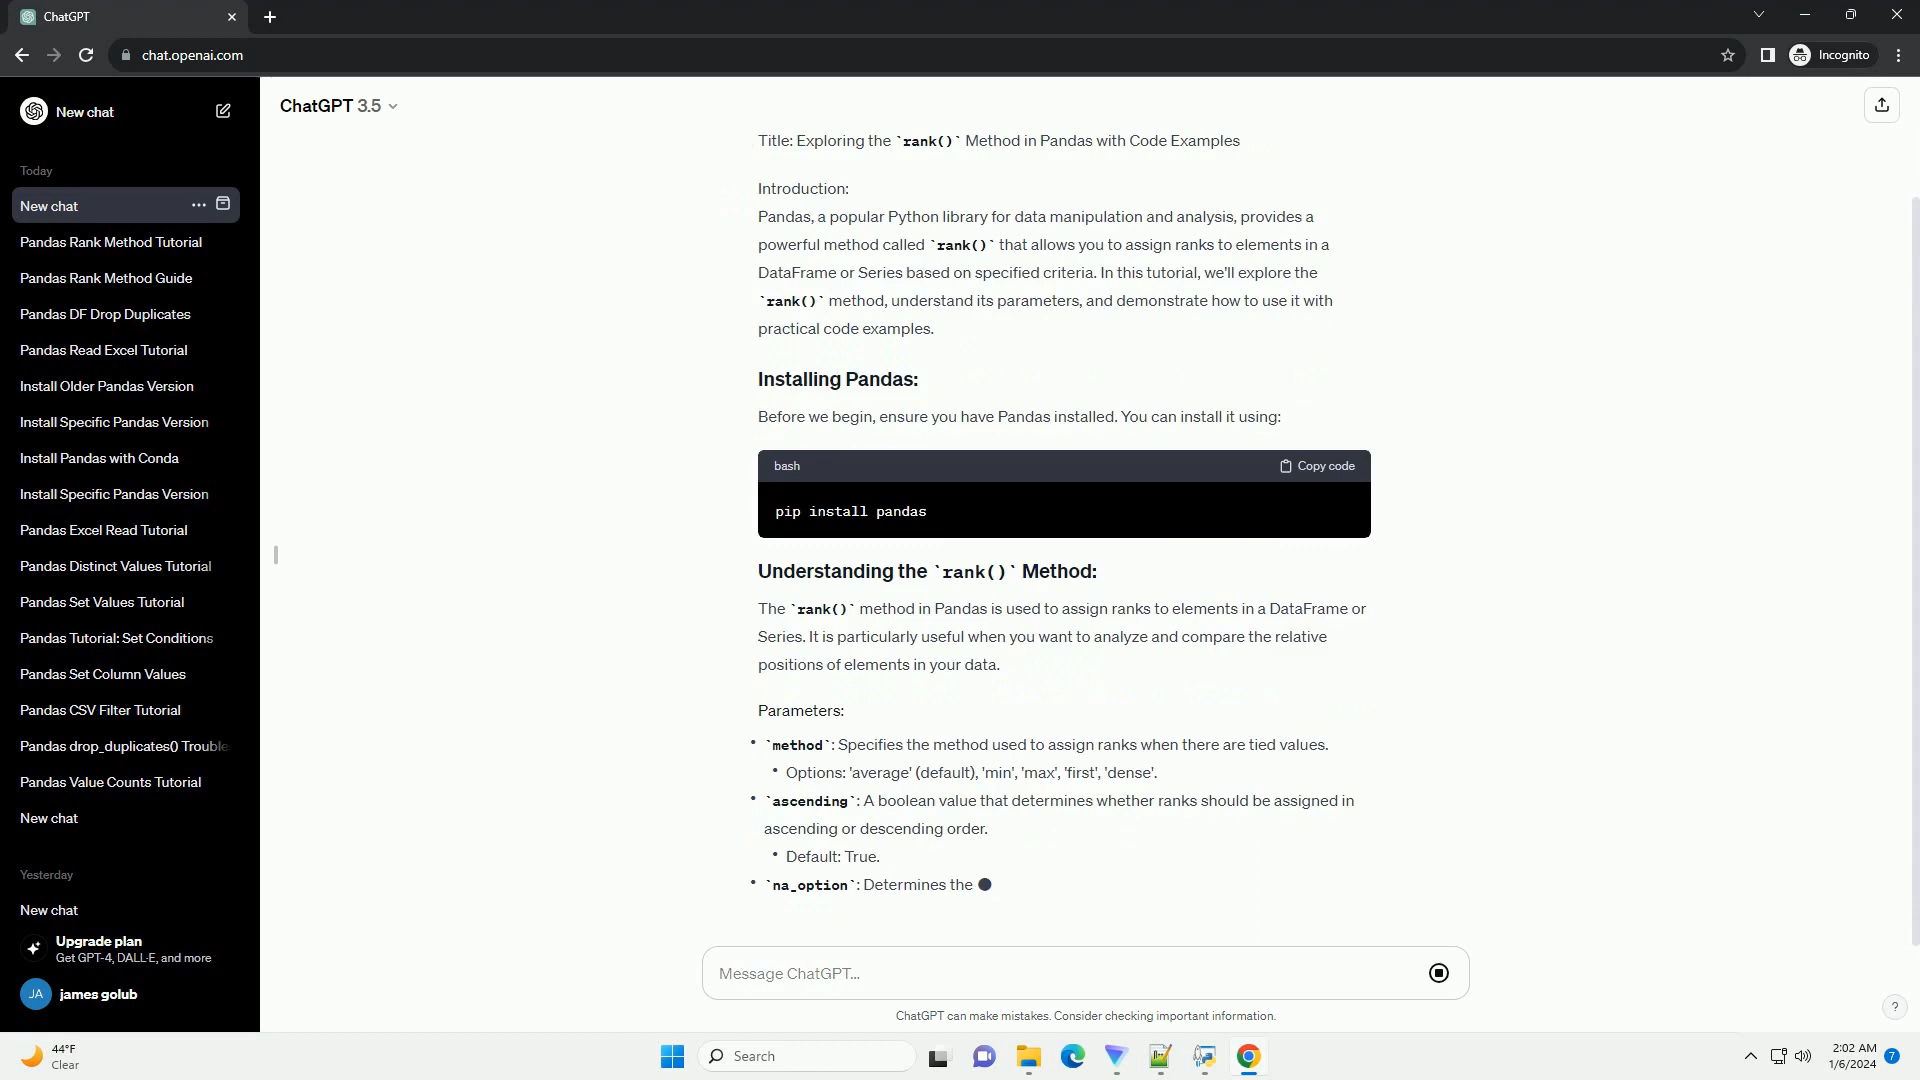 ChatGPT
chat.openai.com
Incognito
New chat
Today
New chat
Pandas Rank Method Tutorial
Pandas Rank Method Guide
Pandas DF Drop Duplicates
Pandas Read Excel Tutorial
Install Older Pandas Version
Install Specific Pandas Version
Install Pandas with Conda
Install Specific Pandas Version
Pandas Excel Read Tutorial
Pandas Distinct Values Tutorial
Pandas Set Values Tutorial
Pandas Tutorial: Set Conditions
Pandas Set Column Values
Pandas CSV Filter Tutorial
Pandas drop_duplicates() Trouble
Pandas Value Counts Tutorial
New chat
Yesterday
New chat
Upgrade plan
Get GPT-4, DALL·E, and more
JA james golub
ChatGPT 3.5
Title: Exploring the `rank()` Method in Pandas with Code Examples
Introduction:
Pandas, a popular Python library for data manipulation and analysis, provides a
powerful method called `rank()` that allows you to assign ranks to elements in a
DataFrame or Series based on specified criteria. In this tutorial, we'll explore the
`rank()` method, understand its parameters, and demonstrate how to use it with
practical code examples.
Installing Pandas:
Before we begin, ensure you have Pandas installed. You can install it using:
bash Copy code
pip install pandas
Understanding the `rank()` Method:
The `rank()` method in Pandas is used to assign ranks to elements in a DataFrame or
Series. It is particularly useful when you want to analyze and compare the relative
positions of elements in your data.
Parameters:
• `method`: Specifies the method used to assign ranks when there are tied values.
• Options: 'average' (default), 'min', 'max', 'first', 'dense'.
• `ascending`: A boolean value that determines whether ranks should be assigned in
ascending or descending order.
• Default: True.
• `na_option`: Determines the
Message ChatGPT...
ChatGPT can make mistakes. Consider checking important information.
?
44°F
Clear
Search
2:02 AM
1/6/2024
7